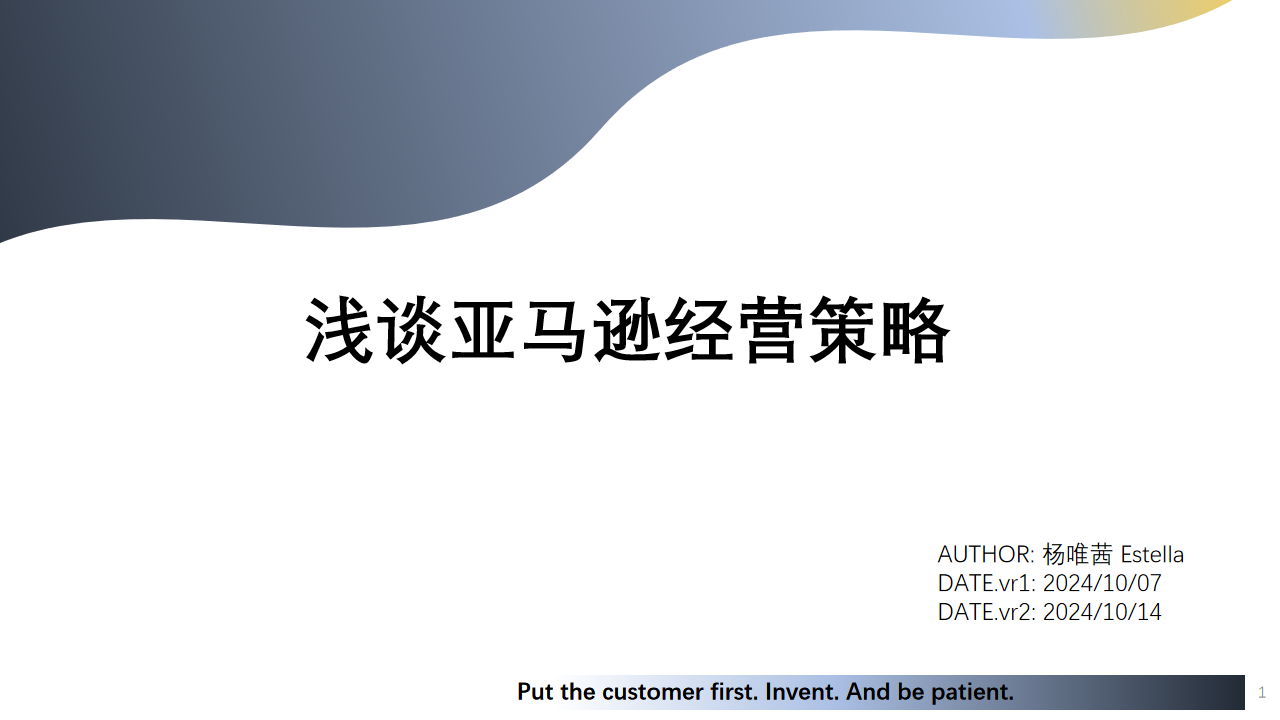 浅谈亚马逊经营策略
AUTHOR: 杨唯茜 Estella
DATE.vr1: 2024/10/07
DATE.vr2: 2024/10/14
Put the customer first. Invent. And be patient.
1